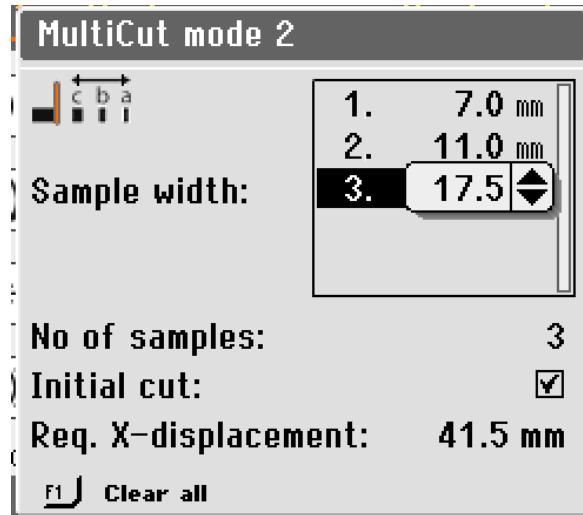 MultiCut mode 2
c b a
1. 7.0 mm
2. 11.0 mm
Sample width:
3. 17.5
No of samples: 3
Initial cut:
Req. X-displacement: 41.5 mm
F1 Clear all